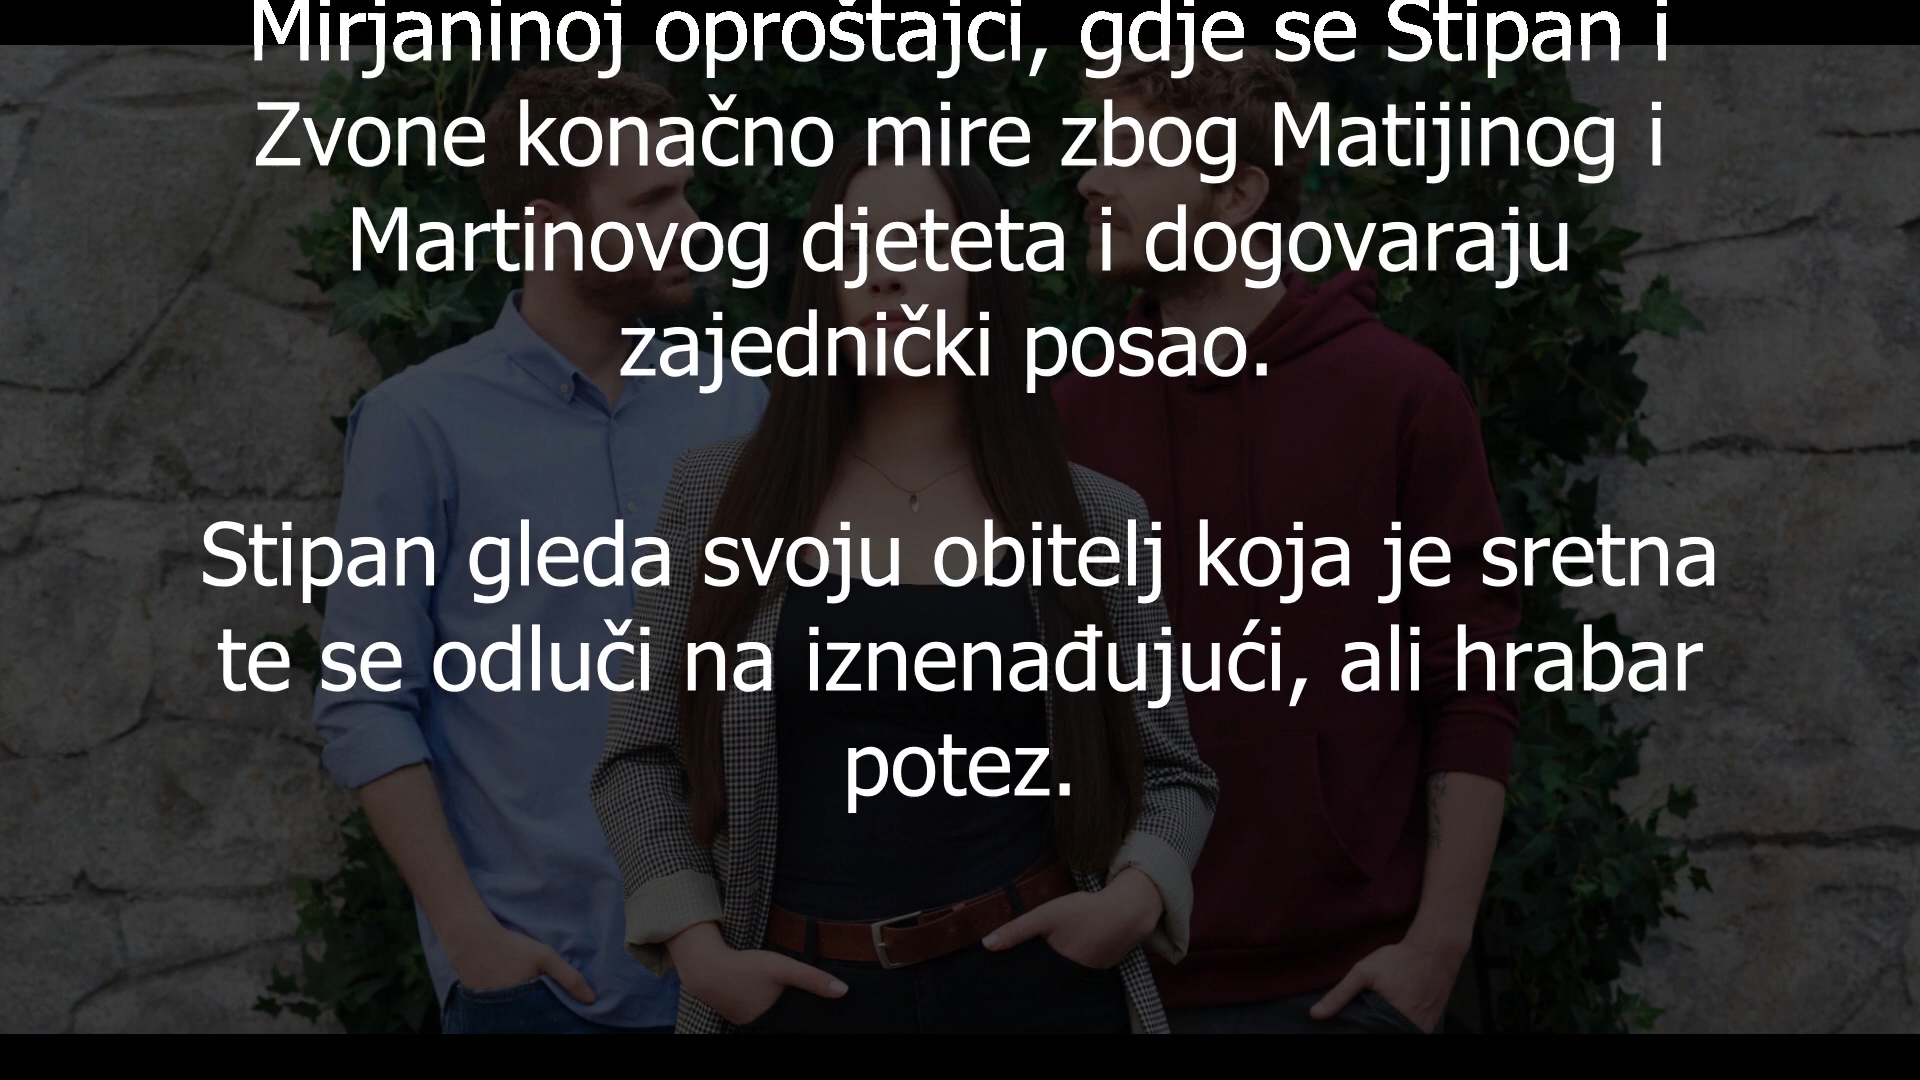 Mirjaninoj oproštajci, gdje se Stipan i
Zvone konačno mire zbog Matijinog i
Martinovog djeteta i dogovaraju
zajednički posao.
Stipan gleda svoju obitelj koja je sretna
te se odluči na iznenađujući, ali hrabar
potez.